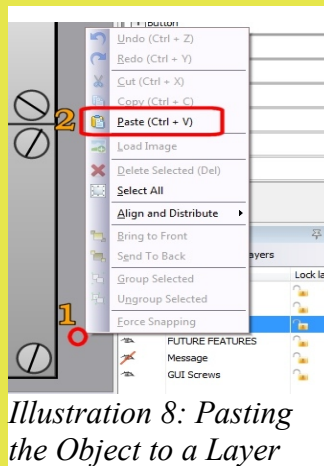 Button
Undo (Ctrl + Z)
Redo (Ctrl + Y)
Cut (Ctrl + X)
Copy (Ctrl + C)
2
Paste (Ctrl + V)
Load Image
Delete Selected (Del)
Select All
Align and Distribute
Bring to Front
Send To Back
ayers
Group Selected
Lock la
Ungroup Selected
1
Force Snapping
FUTURE FEATURES
Message
GUI Screws
Illustration 8: Pasting
the Object to a Layer